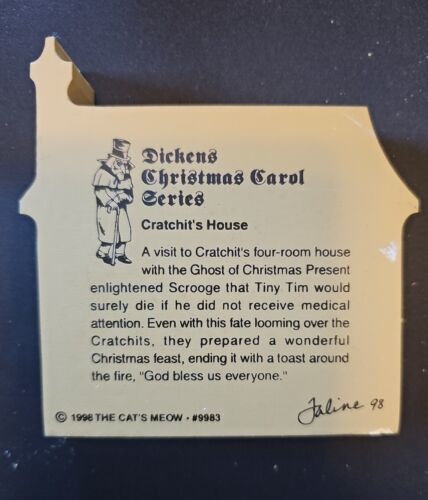 Dickens
Christmas Carol
Series
Cratchit's House
A visit to Cratchit's four-room house
with the Ghost of Christmas Present
enlightened Scrooge that Tiny Tim would
surely die if he did not receive medical
attention. Even with this fate looming over the
Cratchits, they prepared a wonderful
Christmas feast, ending it with a toast around
the fire, "God bless us everyone."
Faline 98
© 1998 THE CAT'S MEOW • #9983